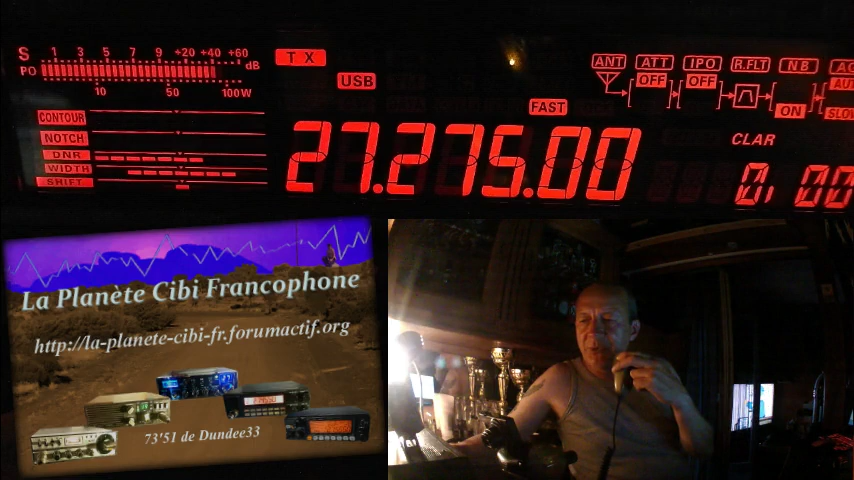 S 1 3 5 7 9 +20 +40 +60 dB
PO 10 50 100W
TX
USB
FAST
ANT ATT IPO R.FLT NB
OFF OFF ON
CONTOUR
NOTCH
DNR
WIDTH
SHIFT
27.275.00
CLAR
0.00
La Planète Cibi Francophone
http://la-planete-cibi-fr.forumactif.org
73'51 de Dundee33